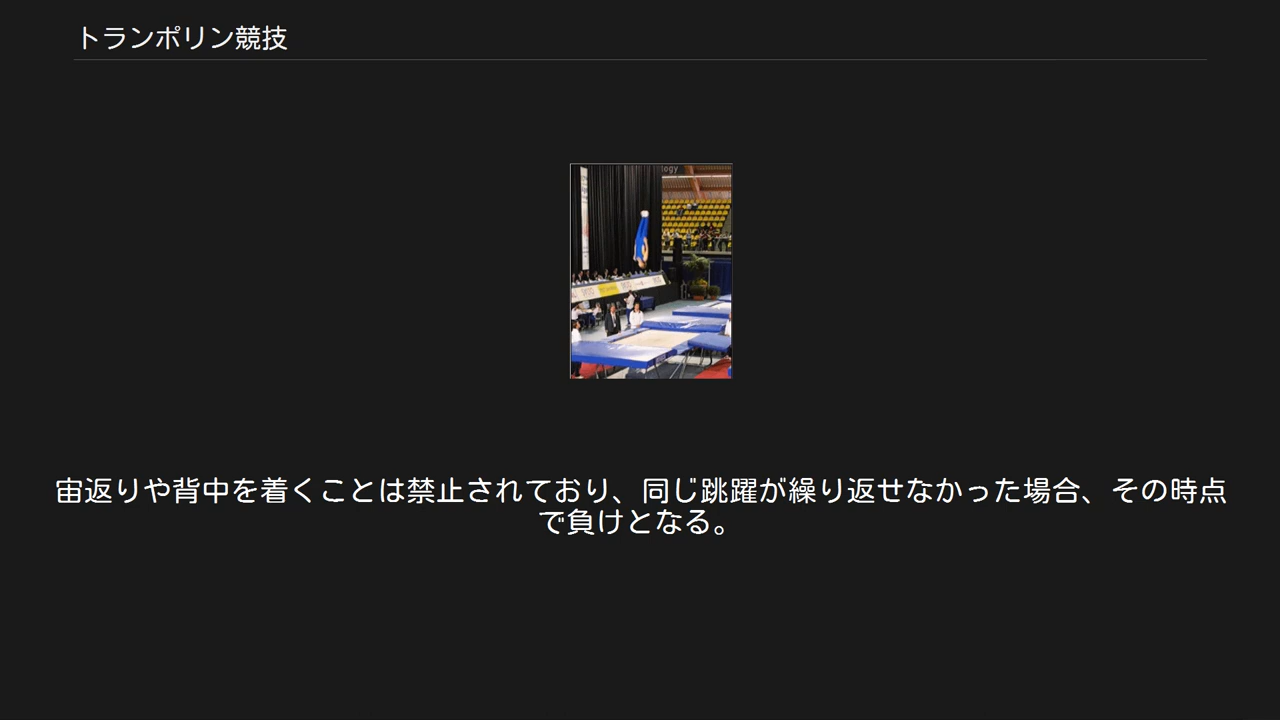 トランポリン競技
logy
宙返りや背中を着くことは禁止されており、同じ跳躍が繰り返せなかった場合、その時点
で負けとなる。